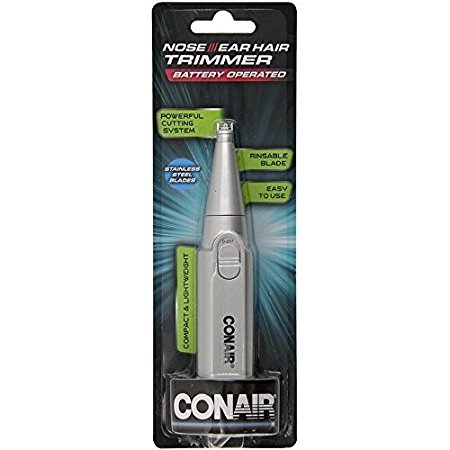 NOSE///EAR HAIR
TRIMMER
BATTERY OPERATED
POWERFUL
CUTTING
SYSTEM
RINSABLE
BLADE
STAINLESS
STEEL
BLADES
EASY
TO USE
COMPACT & LIGHTWEIGHT
CONAIR®
CONAIR®